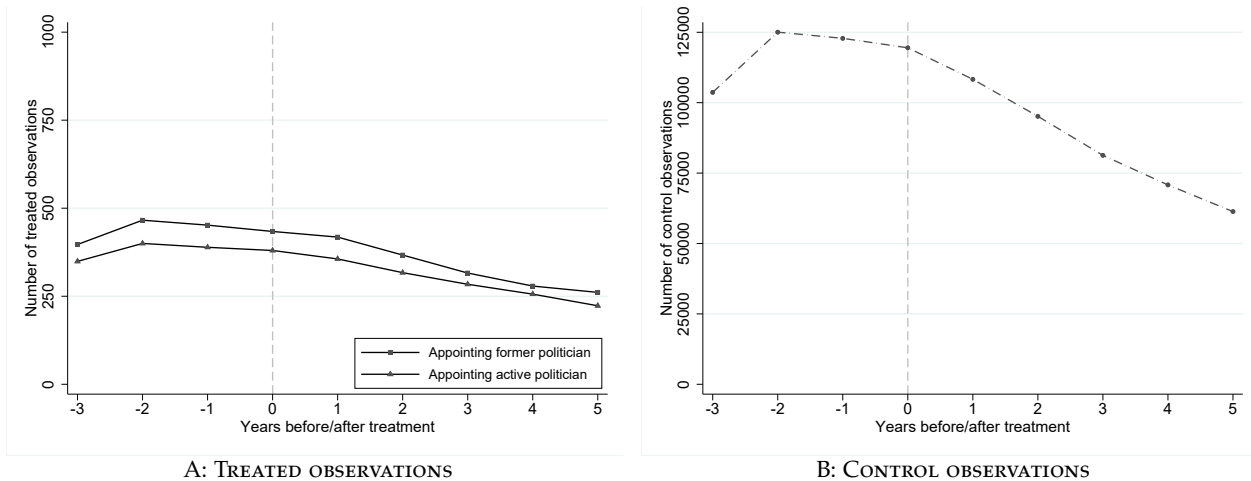 1000
750
500
250
0
Number of treated observations
-3 -2 -1 0 1 2 3 4 5
Years before/after treatment
Appointing former politician
Appointing active politician
A: Treated observations
125000
100000
75000
50000
25000
0
Number of control observations
-3 -2 -1 0 1 2 3 4 5
Years before/after treatment
B: Control observations